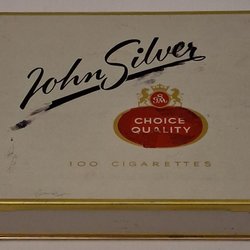 John Silver
CHOICE
QUALITY
100 CIGARETTES